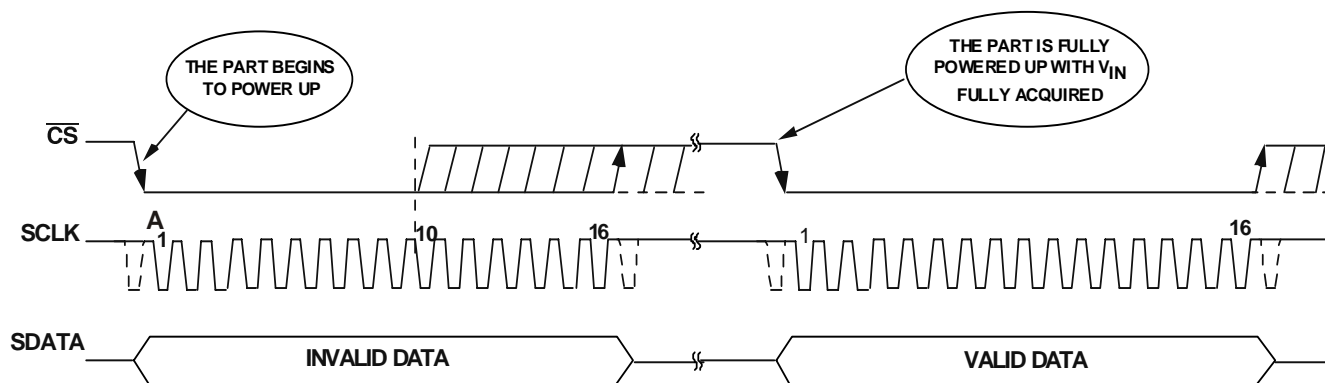 THE PART BEGINS
TO POWER UP
THE PART IS FULLY
POWERED UP WITH VIN
FULLY ACQUIRED
CS
SCLK
A
1
10
16
1
16
SDATA
INVALID DATA
VALID DATA